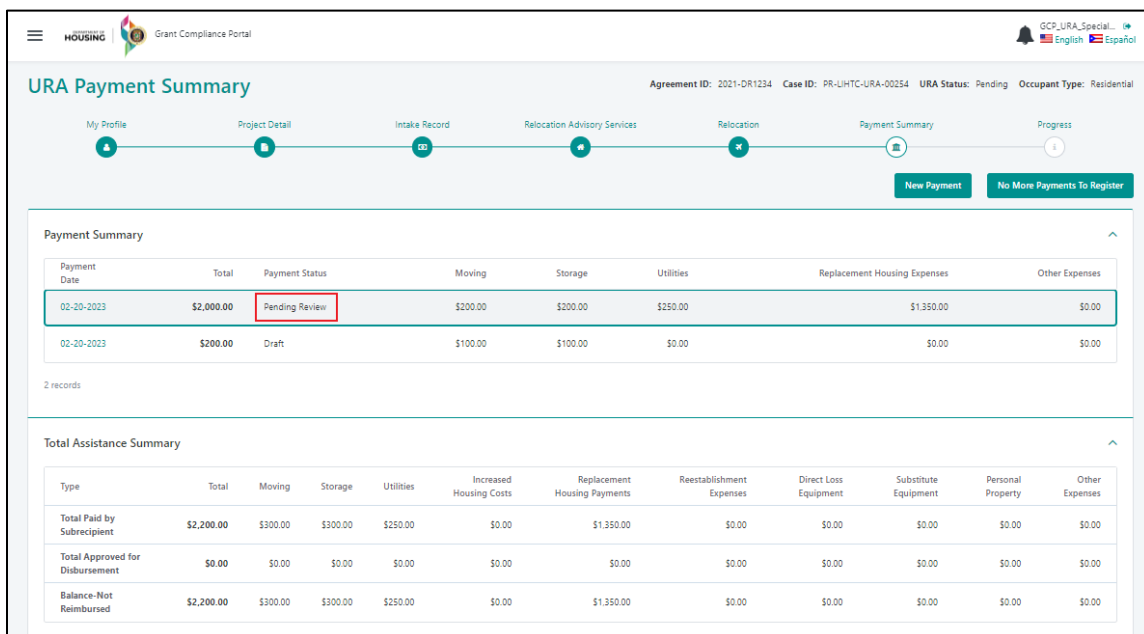 DEPARTMENT OF
HOUSING
Grant Compliance Portal
GCP_URA_Special...
English Español
URA Payment Summary
Agreement ID: 2021-DR1234 Case ID: PR-LIHTC-URA-00254 URA Status: Pending Occupant Type: Residential
My Profile Project Detail Intake Record Relocation Advisory Services Relocation Payment Summary Progress
New Payment No More Payments To Register
Payment Summary
Payment Date Total Payment Status Moving Storage Utilities Replacement Housing Expenses Other Expenses
02-20-2023 $2,000.00 Pending Review $200.00 $200.00 $250.00 $1,350.00 $0.00
02-20-2023 $200.00 Draft $100.00 $100.00 $0.00 $0.00 $0.00
2 records
Total Assistance Summary
Type Total Moving Storage Utilities Increased Housing Costs Replacement Housing Payments Reestablishment Expenses Direct Loss Equipment Substitute Equipment Personal Property Other Expenses
Total Paid by Subrecipient $2,200.00 $300.00 $300.00 $250.00 $0.00 $1,350.00 $0.00 $0.00 $0.00 $0.00 $0.00
Total Approved for Disbursement $0.00 $0.00 $0.00 $0.00 $0.00 $0.00 $0.00 $0.00 $0.00 $0.00 $0.00
Balance-Not Reimbursed $2,200.00 $300.00 $300.00 $250.00 $0.00 $1,350.00 $0.00 $0.00 $0.00 $0.00 $0.00